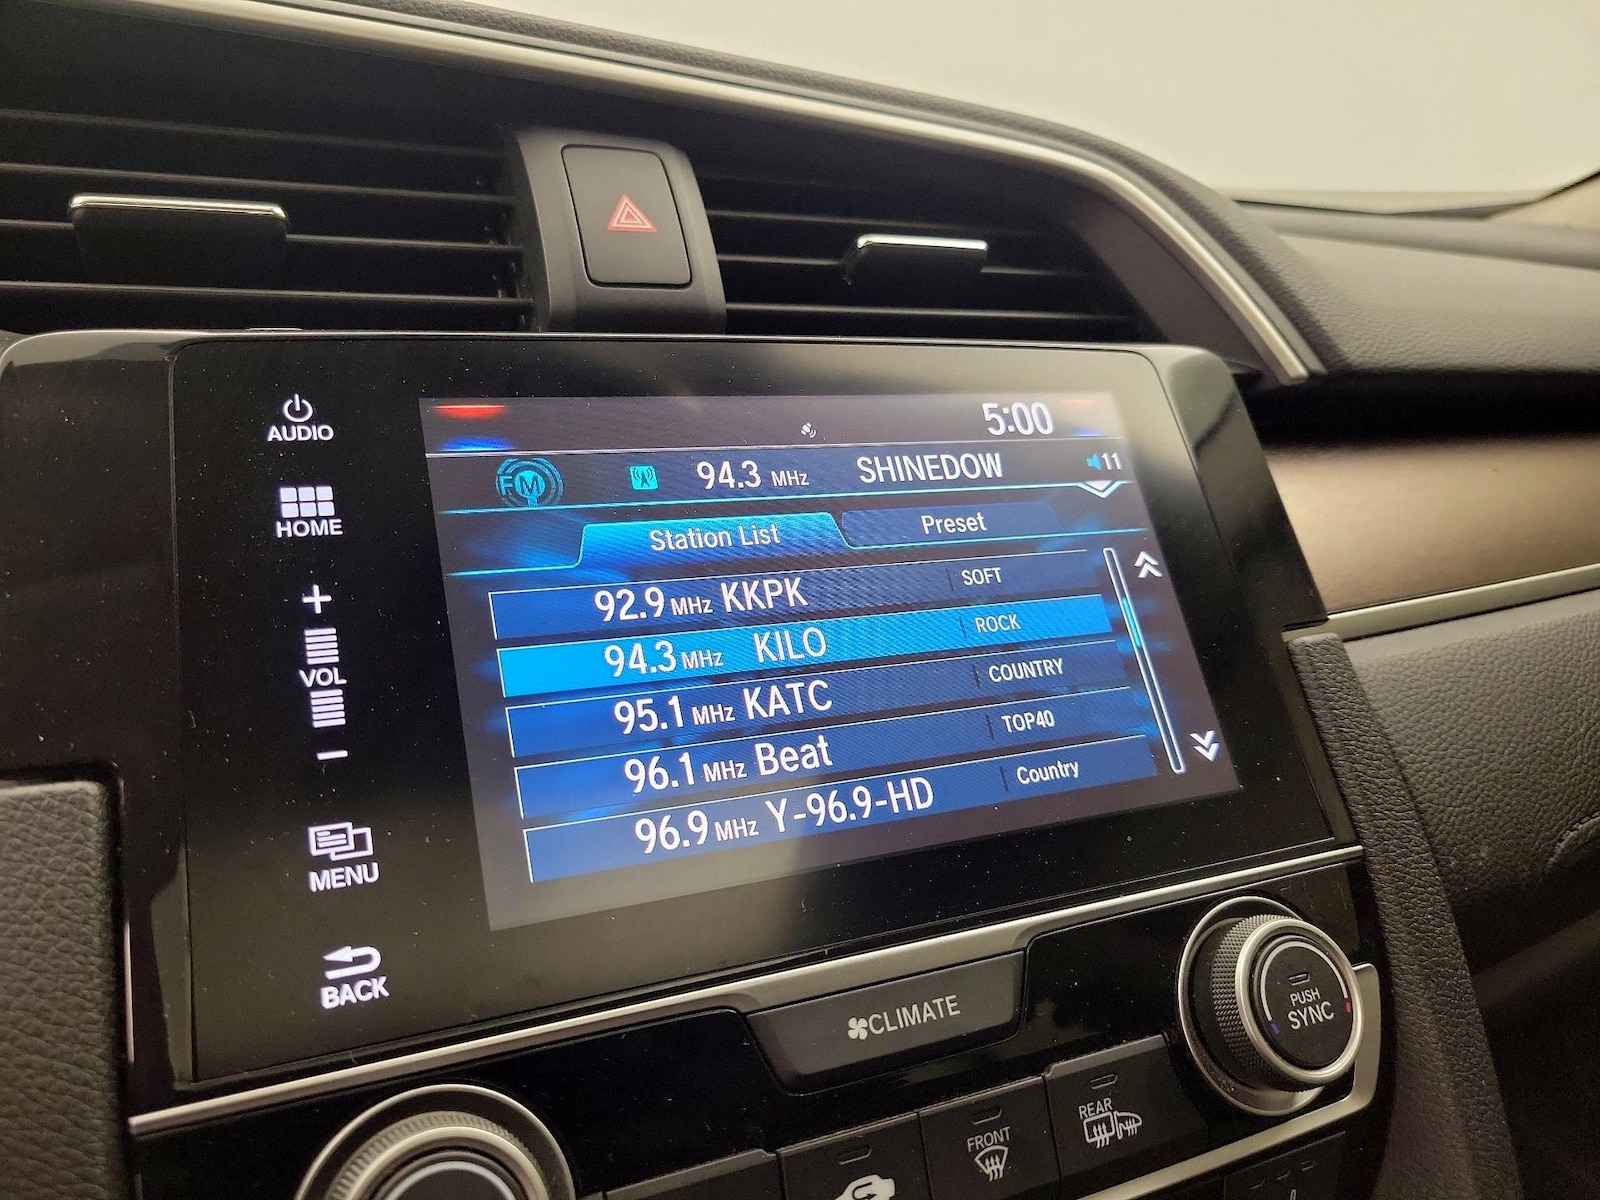 5:00
FM 94.3 MHz SHINEDOW 11
Station List Preset
92.9 MHz KKPK SOFT
94.3 MHz KILO ROCK
95.1 MHz KATC COUNTRY
96.1 MHz Beat TOP40
96.9 MHz Y-96.9-HD Country
AUDIO
HOME
+
VOL
−
MENU
BACK
CLIMATE
PUSH
SYNC
FRONT
REAR